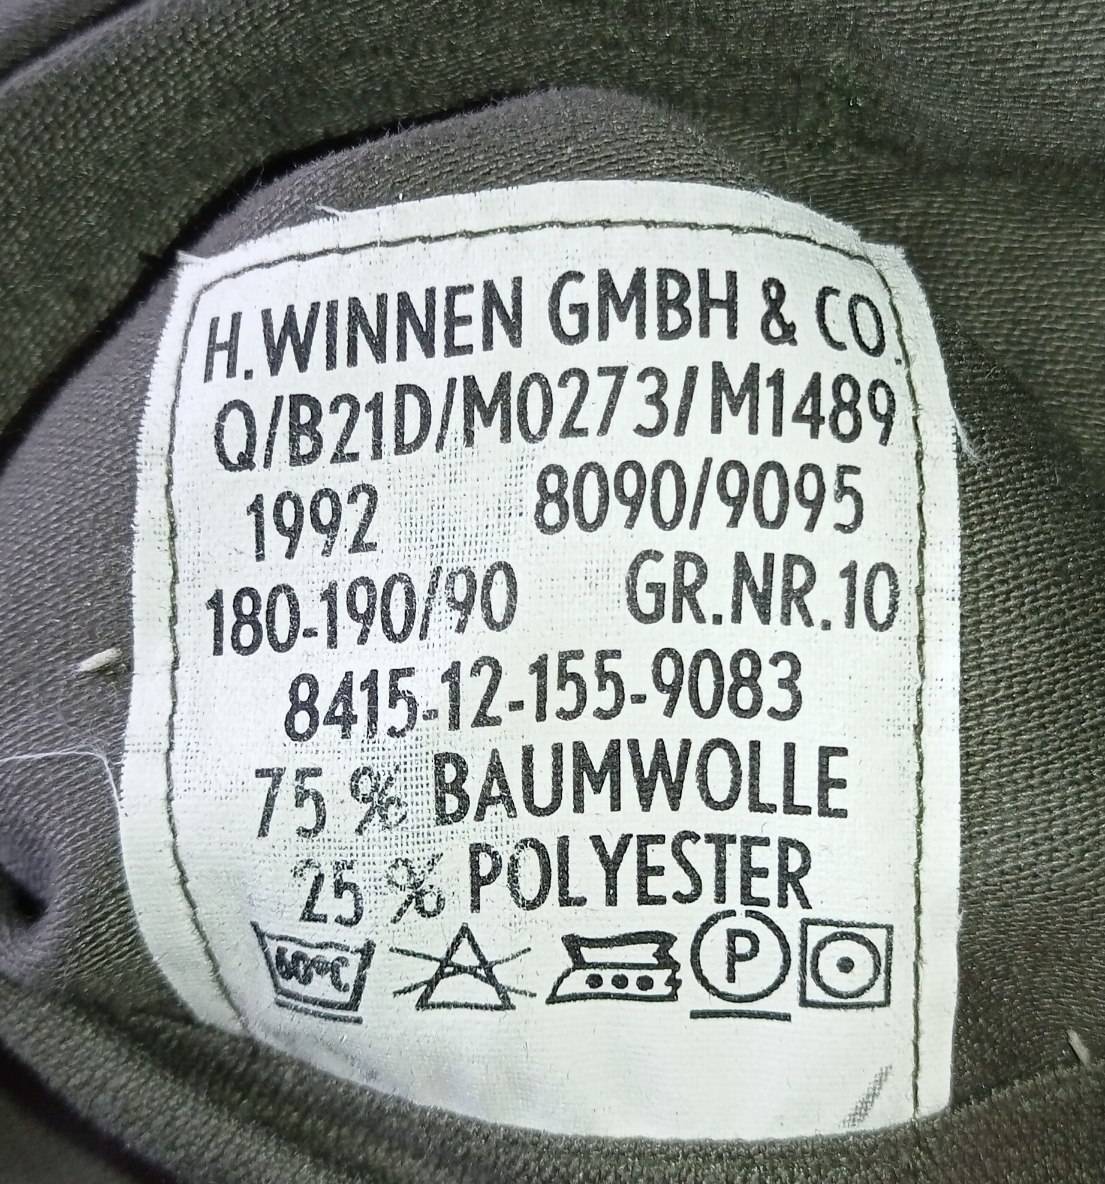 H.WINNEN GMBH & CO.
Q/B21D/M0273/M1489
1992 8090/9095
180-190/90 GR.NR.10
8415-12-155-9083
75 % BAUMWOLLE
25 % POLYESTER
60°C P